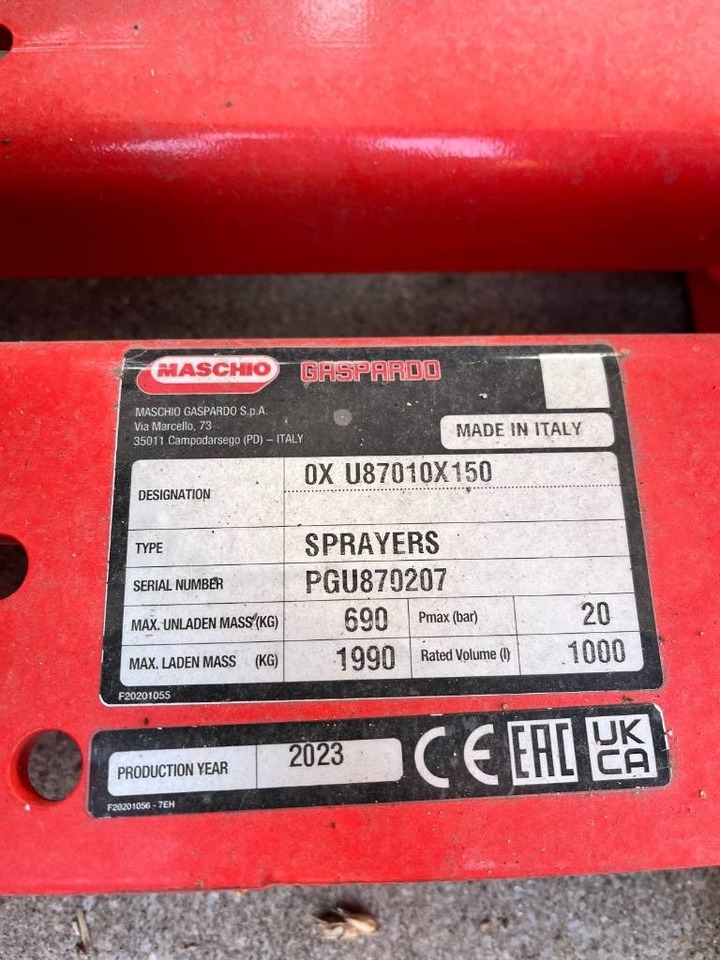 MASCHIO GASPARDO
MASCHIO GASPARDO S.p.A.
Via Marcello, 73
35011 Campodarsego (PD) – ITALY
MADE IN ITALY
DESIGNATION 0X U87010X150
TYPE SPRAYERS
SERIAL NUMBER PGU870207
MAX. UNLADEN MASS (KG) 690 Pmax (bar) 20
MAX. LADEN MASS (KG) 1990 Rated Volume (l) 1000
F20201055
PRODUCTION YEAR 2023 CE EAC UK CA
F20201056 - 7EH